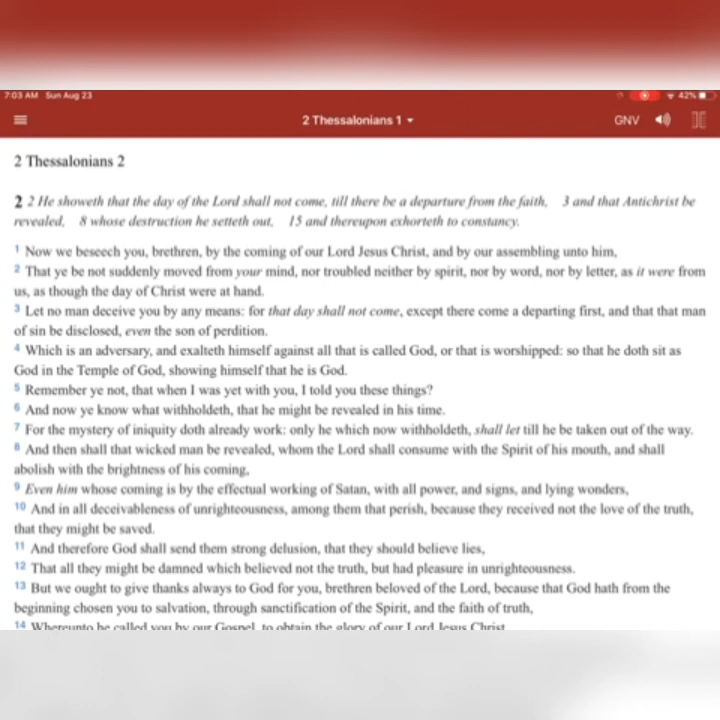 7:03 AM Sun Aug 23
42%
2 Thessalonians 1
GNV
2 Thessalonians 2
2 2 He showeth that the day of the Lord shall not come, till there be a departure from the faith, 3 and that Antichrist be
revealed, 8 whose destruction he setteth out, 15 and thereupon exhorteth to constancy.
1 Now we beseech you, brethren, by the coming of our Lord Jesus Christ, and by our assembling unto him,
2 That ye be not suddenly moved from your mind, nor troubled neither by spirit, nor by word, nor by letter, as it were from
us, as though the day of Christ were at hand.
3 Let no man deceive you by any means: for that day shall not come, except there come a departing first, and that that man
of sin be disclosed, even the son of perdition.
4 Which is an adversary, and exalteth himself against all that is called God, or that is worshipped: so that he doth sit as
God in the Temple of God, showing himself that he is God.
5 Remember ye not, that when I was yet with you, I told you these things?
6 And now ye know what withholdeth, that he might be revealed in his time.
7 For the mystery of iniquity doth already work: only he which now withholdeth, shall let till he be taken out of the way.
8 And then shall that wicked man be revealed, whom the Lord shall consume with the Spirit of his mouth, and shall
abolish with the brightness of his coming,
9 Even him whose coming is by the effectual working of Satan, with all power, and signs, and lying wonders,
10 And in all deceivableness of unrighteousness, among them that perish, because they received not the love of the truth,
that they might be saved.
11 And therefore God shall send them strong delusion, that they should believe lies,
12 That all they might be damned which believed not the truth, but had pleasure in unrighteousness.
13 But we ought to give thanks always to God for you, brethren beloved of the Lord, because that God hath from the
beginning chosen you to salvation, through sanctification of the Spirit, and the faith of truth,
14 Whereunto he called you by our Gospel, to obtain the glory of our Lord Jesus Christ